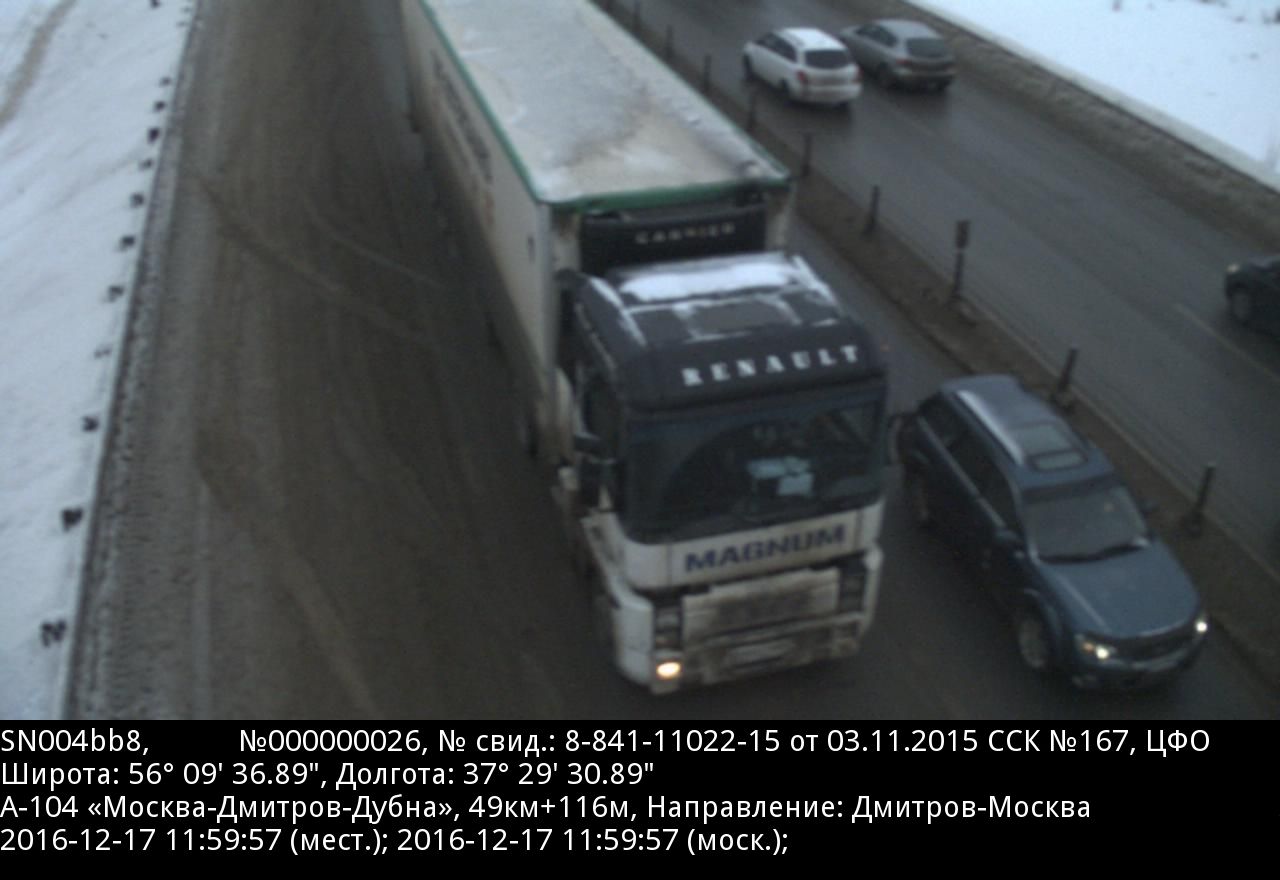 CARRIER
RENAULT
MAGNUM
SN004bb8, №000000026, № свид.: 8-841-11022-15 от 03.11.2015 ССК №167, ЦФО
Широта: 56° 09' 36.89", Долгота: 37° 29' 30.89"
А-104 «Москва-Дмитров-Дубна», 49км+116м, Направление: Дмитров-Москва
2016-12-17 11:59:57 (мест.); 2016-12-17 11:59:57 (моск.);